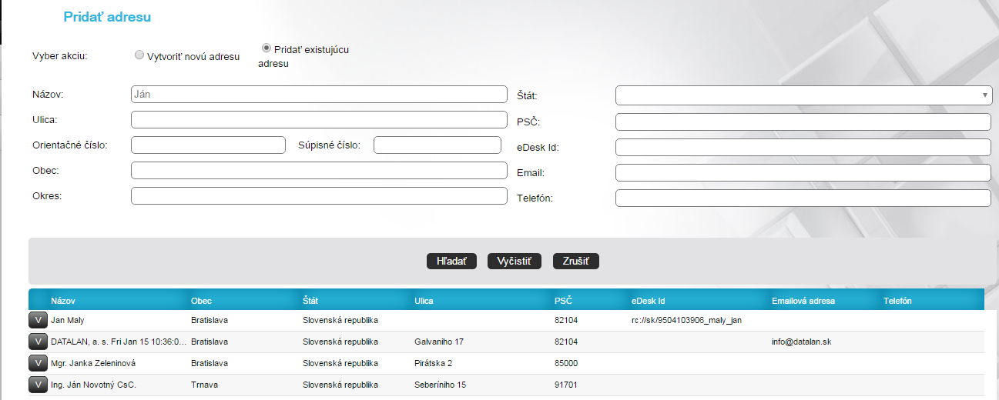 Pridať adresu
Vyber akciu: Vytvoriť novú adresu Pridať existujúcu
adresu
Názov: Ján Štát:
Ulica: PSČ:
Orientačné číslo: Súpisné číslo: eDesk Id:
Obec: Email:
Okres: Telefón:
Hľadať Vyčistiť Zrušiť
Názov Obec Štát Ulica PSČ eDesk Id Emailová adresa Telefón
V Jan Maly Bratislava Slovenská republika 82104 rc://sk/9504103906_maly_jan
V DATALAN, a. s. Fri Jan 15 10:36:0... Bratislava Slovenská republika Galvaniho 17 82104 info@datalan.sk
V Mgr. Janka Zeleninová Bratislava Slovenská republika Pirátska 2 85000
V Ing. Ján Novotný CsC. Trnava Slovenská republika Seberíniho 15 91701